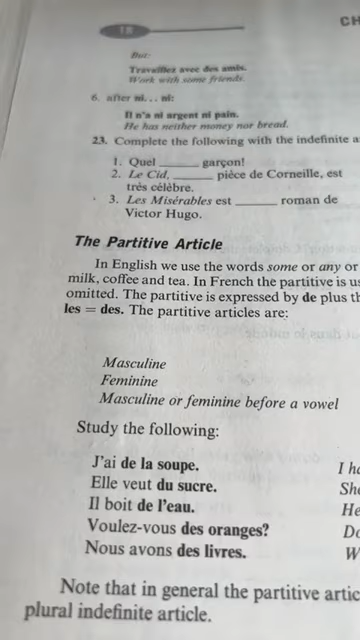 18
CH
But:
Travaillez avec des amis.
Work with some friends.
6. after ni... ni:
Il n'a ni argent ni pain.
He has neither money nor bread.
23. Complete the following with the indefinite a
1. Quel ______ garçon!
2. Le Cid, ______ pièce de Corneille, est
très célèbre.
3. Les Misérables est ______ roman de
Victor Hugo.
The Partitive Article
In English we use the words some or any or
milk, coffee and tea. In French the partitive is us
omitted. The partitive is expressed by de plus th
les = des. The partitive articles are:
Masculine
Feminine
Masculine or feminine before a vowel
Study the following:
J'ai de la soupe. I ha
Elle veut du sucre. She
Il boit de l'eau. He
Voulez-vous des oranges? Do
Nous avons des livres. W
Note that in general the partitive artic
plural indefinite article.